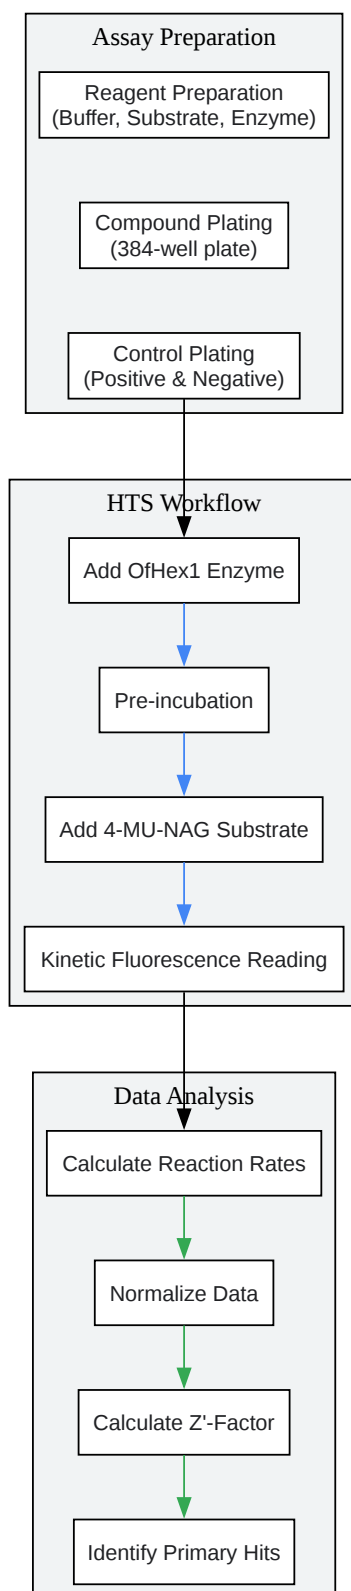 Assay Preparation
Reagent Preparation
(Buffer, Substrate, Enzyme)
Compound Plating
(384-well plate)
Control Plating
(Positive & Negative)
HTS Workflow
Add OfHex1 Enzyme
Pre-incubation
Add 4-MU-NAG Substrate
Kinetic Fluorescence Reading
Data Analysis
Calculate Reaction Rates
Normalize Data
Calculate Z'-Factor
Identify Primary Hits